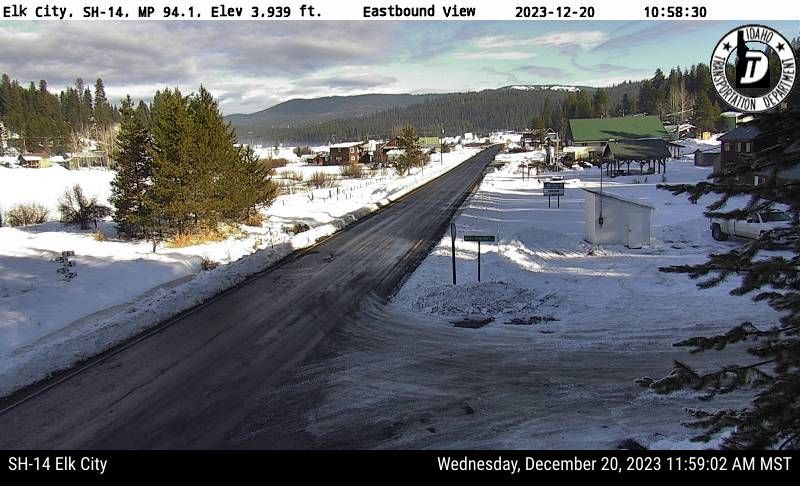 Elk City, SH-14, MP 94.1, Elev 3,939 ft. Eastbound View 2023-12-20 10:58:30
IDAHO
TRANSPORTATION DEPARTMENT
SH-14 Elk City Wednesday, December 20, 2023 11:59:02 AM MST